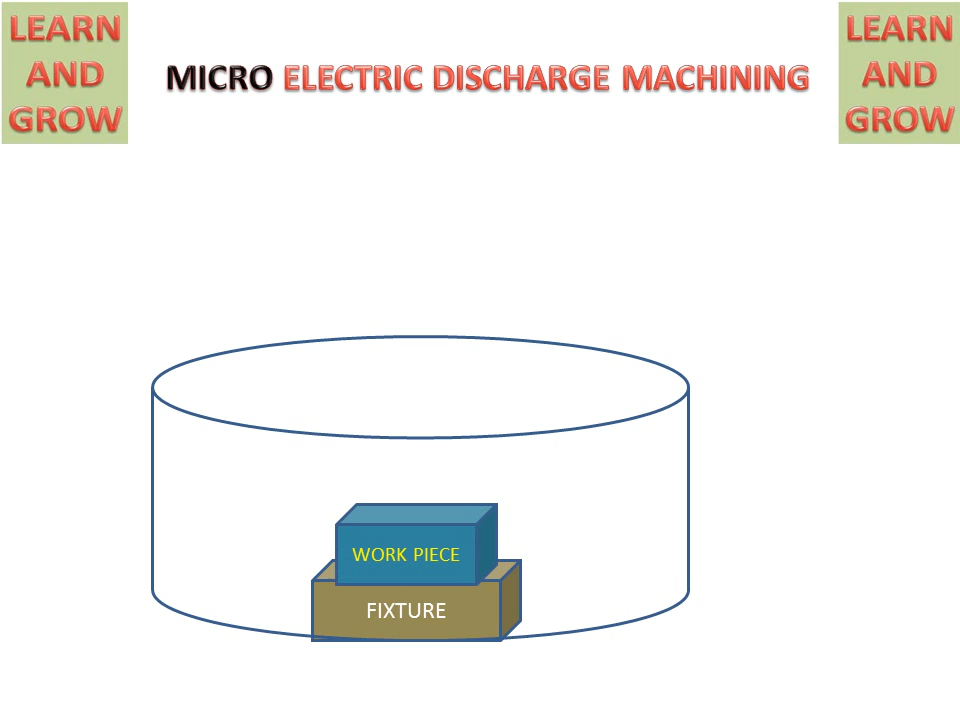 LEARN
AND
GROW
MICRO ELECTRIC DISCHARGE MACHINING
LEARN
AND
GROW
WORK PIECE
FIXTURE